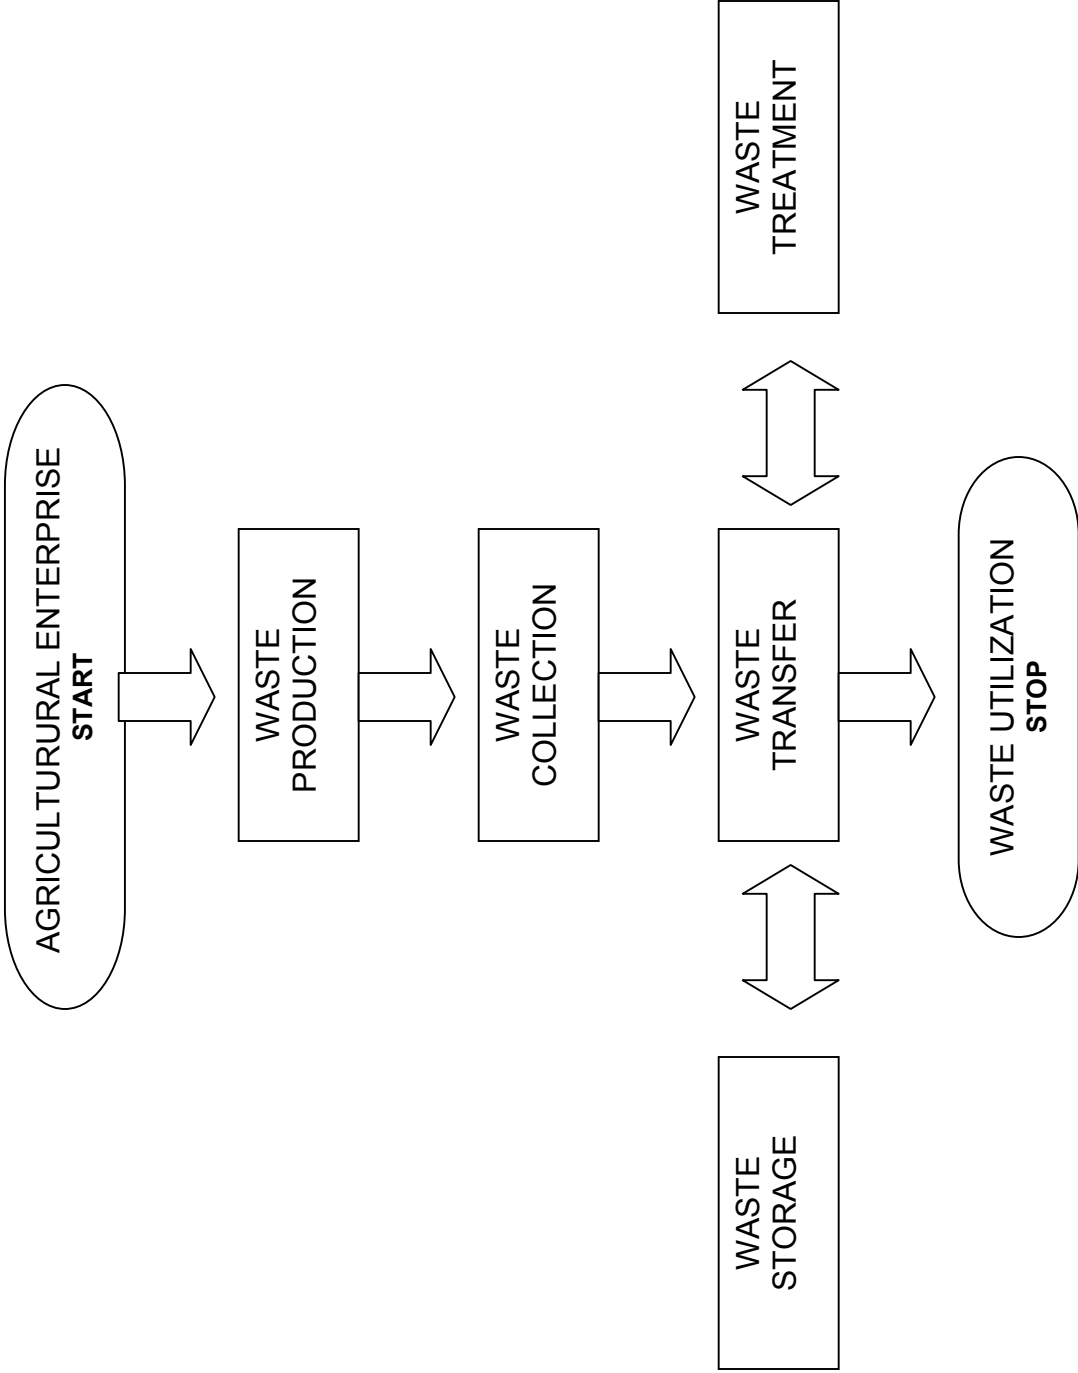 AGRICULTURURAL ENTERPRISE
START
WASTE
PRODUCTION
WASTE
COLLECTION
WASTE
STORAGE
WASTE
TRANSFER
WASTE
TREATMENT
WASTE UTILIZATION
STOP